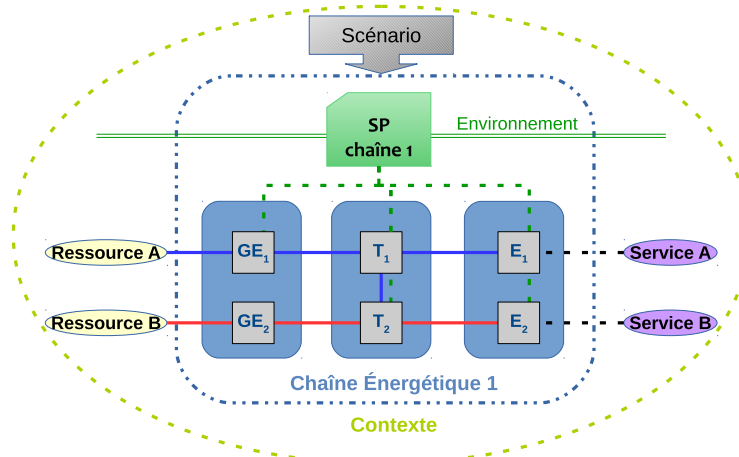 Scénario
SP
chaîne 1
Environnement
Ressource A
GE1
T1
E1
Service A
Ressource B
GE2
T2
E2
Service B
Chaîne Énergétique 1
Contexte